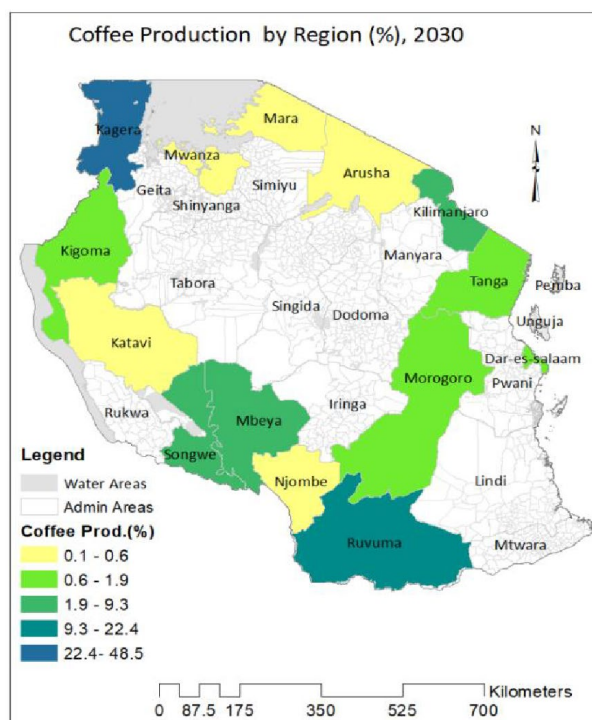 Coffee Production by Region (%), 2030
Mara
Kagera
N
Mwanza
Arusha
Simiyu
Geita
Shinyanga
Kilimanjaro
Kigoma
Manyara
Tabora
Tanga
Pemba
Singida
Dodoma
Unguja
Katavi
Dar-es-salaam
Morogoro
Pwani
Rukwa
Mbeya
Iringa
Songwe
Njombe
Lindi
Ruvuma
Mtwara
Legend
Water Areas
Admin Areas
Coffee Prod.(%)
0.1 - 0.6
0.6 - 1.9
1.9 - 9.3
9.3 - 22.4
22.4- 48.5
Kilometers
0 87.5 175 350 525 700